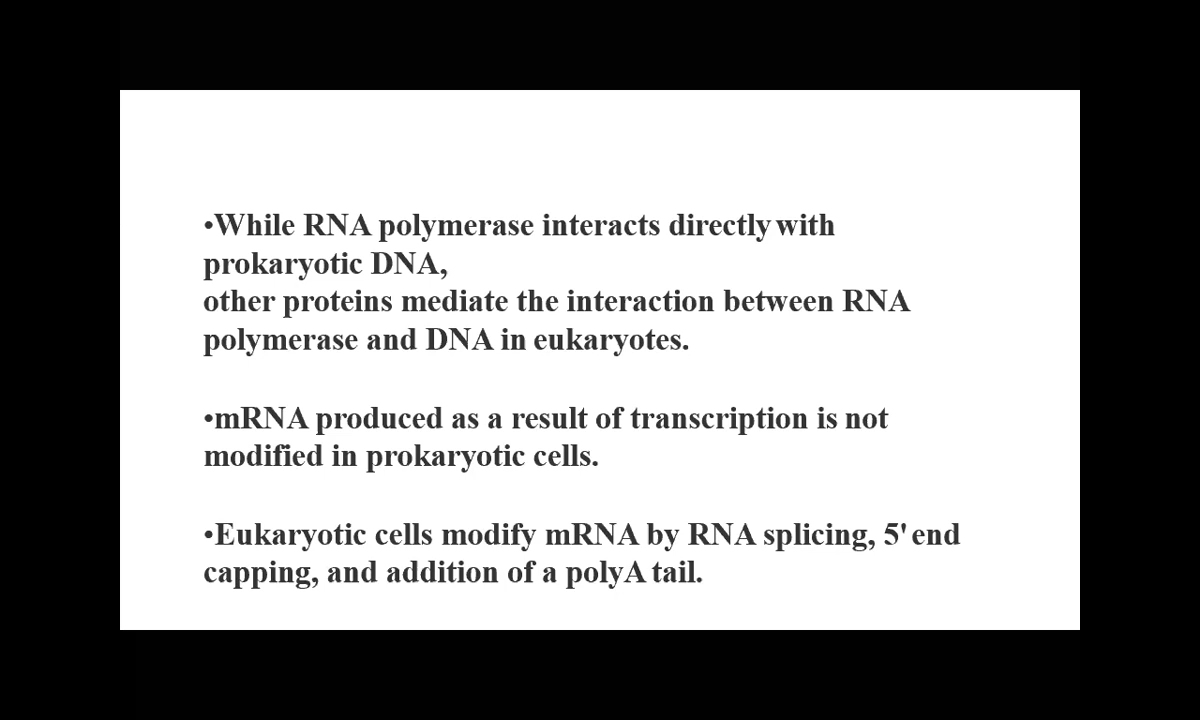 •While RNA polymerase interacts directly with
prokaryotic DNA,
other proteins mediate the interaction between RNA
polymerase and DNA in eukaryotes.
•mRNA produced as a result of transcription is not
modified in prokaryotic cells.
•Eukaryotic cells modify mRNA by RNA splicing, 5' end
capping, and addition of a polyA tail.